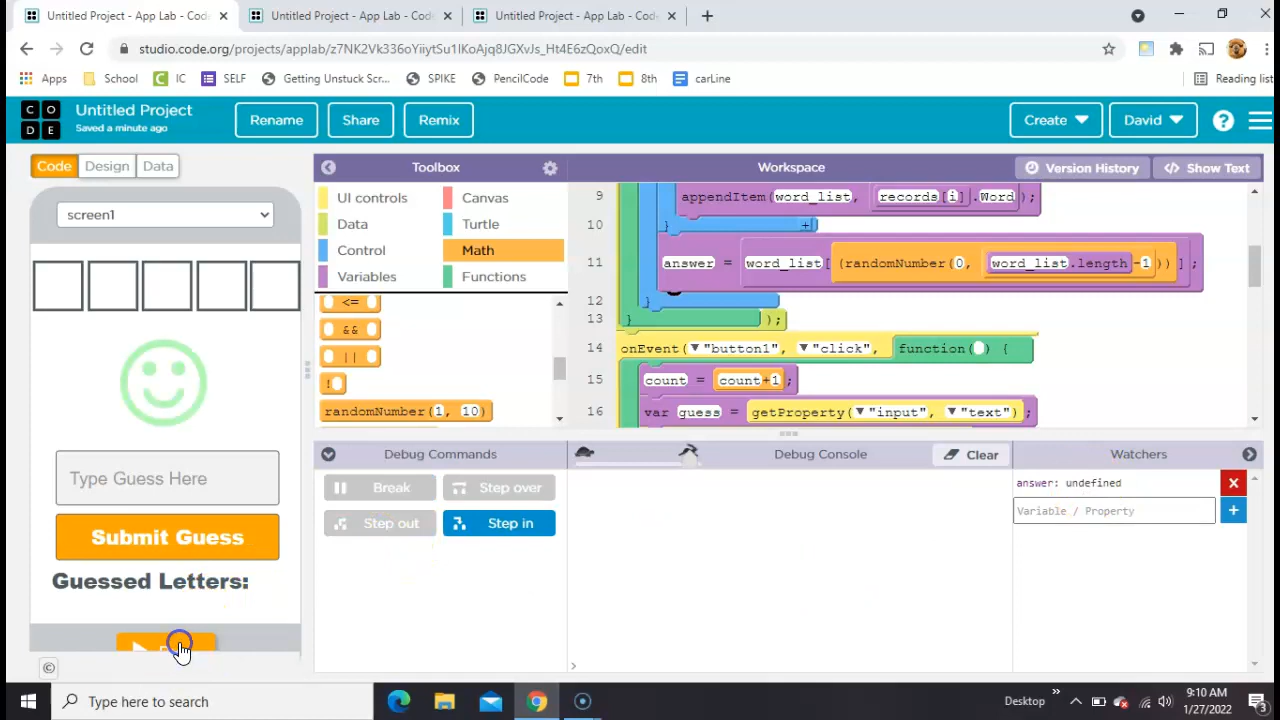 Untitled Project - App Lab - Code
Untitled Project - App Lab - Code
Untitled Project - App Lab - Code
studio.code.org/projects/applab/z7NK2Vk336oYiiytSu1IKoAjq8JGXvJs_Ht4E6zQoxQ/edit
Apps School IC SELF Getting Unstuck Scr... SPIKE PencilCode 7th 8th carLine Reading list
C O D E
Untitled Project
Saved a minute ago
Rename Share Remix Create David ?
Code Design Data Toolbox Workspace Version History </> Show Text
screen1
UI controls Canvas
Data Turtle
Control Math
Variables Functions
<=
&&
||
!
randomNumber(1, 10)
9 appendItem(word_list, records[i].Word);
10 } +
11 answer = word_list[(randomNumber(0, word_list.length-1))];
12 }
13 } );
14 onEvent(▼"button1", ▼"click", function( ) {
15 count = count+1;
16 var guess = getProperty(▼"input", ▼"text");
Debug Commands Debug Console Clear Watchers
Break Step over
Step out Step in
answer: undefined
Variable / Property
Type Guess Here
Submit Guess
Guessed Letters:
Type here to search
Desktop
9:10 AM
1/27/2022
3